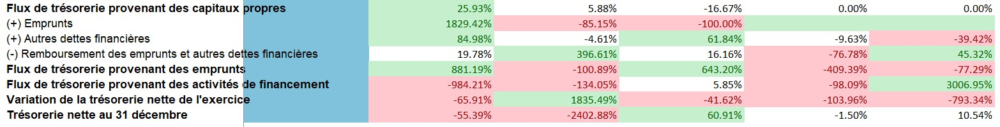 Flux de trésorerie provenant des capitaux propres 25.93% 5.88% -16.67% 0.00% 0.00%
(+) Emprunts 1829.42% -85.15% -100.00%
(+) Autres dettes financières 84.98% -4.61% 61.84% -9.63% -39.42%
(-) Remboursement des emprunts et autres dettes financières 19.78% 396.61% 16.16% -76.78% 45.32%
Flux de trésorerie provenant des emprunts 881.19% -100.89% 643.20% -409.39% -77.29%
Flux de trésorerie provenant des activités de financement -984.21% -134.05% 5.85% -98.09% 3006.95%
Variation de la trésorerie nette de l'exercice -65.91% 1835.49% -41.62% -103.96% -793.34%
Trésorerie nette au 31 décembre -55.39% -2402.88% 60.91% -1.50% 10.54%